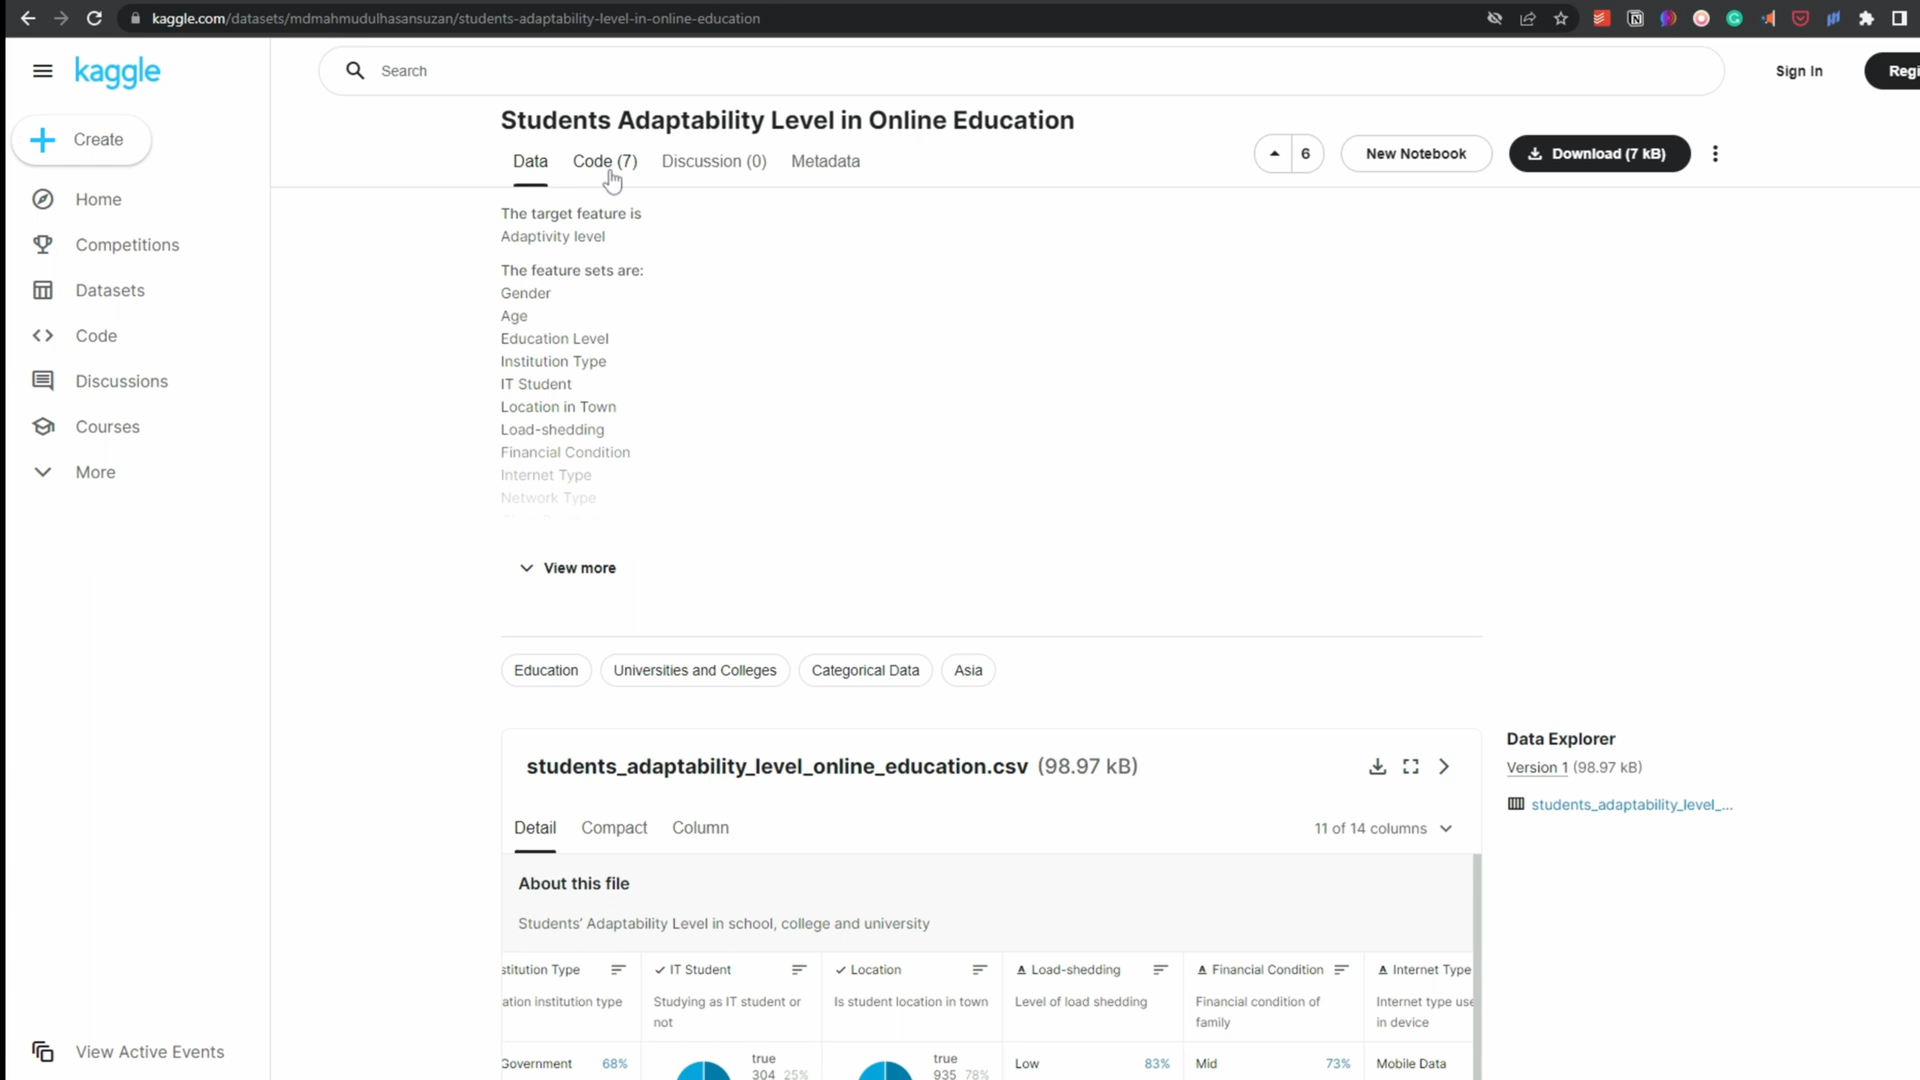 kaggle.com/datasets/mdmahmudulhasansuzan/students-adaptability-level-in-online-education
kaggle
Search
Sign In
Regi
Create
Home
Competitions
Datasets
Code
Discussions
Courses
More
View Active Events
Students Adaptability Level in Online Education
Data Code (7) Discussion (0) Metadata
6
New Notebook
Download (7 kB)
The target feature is
Adaptivity level
The feature sets are:
Gender
Age
Education Level
Institution Type
IT Student
Location in Town
Load-shedding
Financial Condition
Internet Type
Network Type
View more
Education Universities and Colleges Categorical Data Asia
students_adaptability_level_online_education.csv (98.97 kB)
Detail Compact Column
11 of 14 columns
About this file
Students' Adaptability Level in school, college and university
stitution Type IT Student Location Load-shedding Financial Condition Internet Type
ation institution type Studying as IT student or Is student location in town Level of load shedding Financial condition of Internet type use
not family in device
Government 68% true true Low 83% Mid 73% Mobile Data
304 25% 935 78%
Data Explorer
Version 1 (98.97 kB)
students_adaptability_level_...